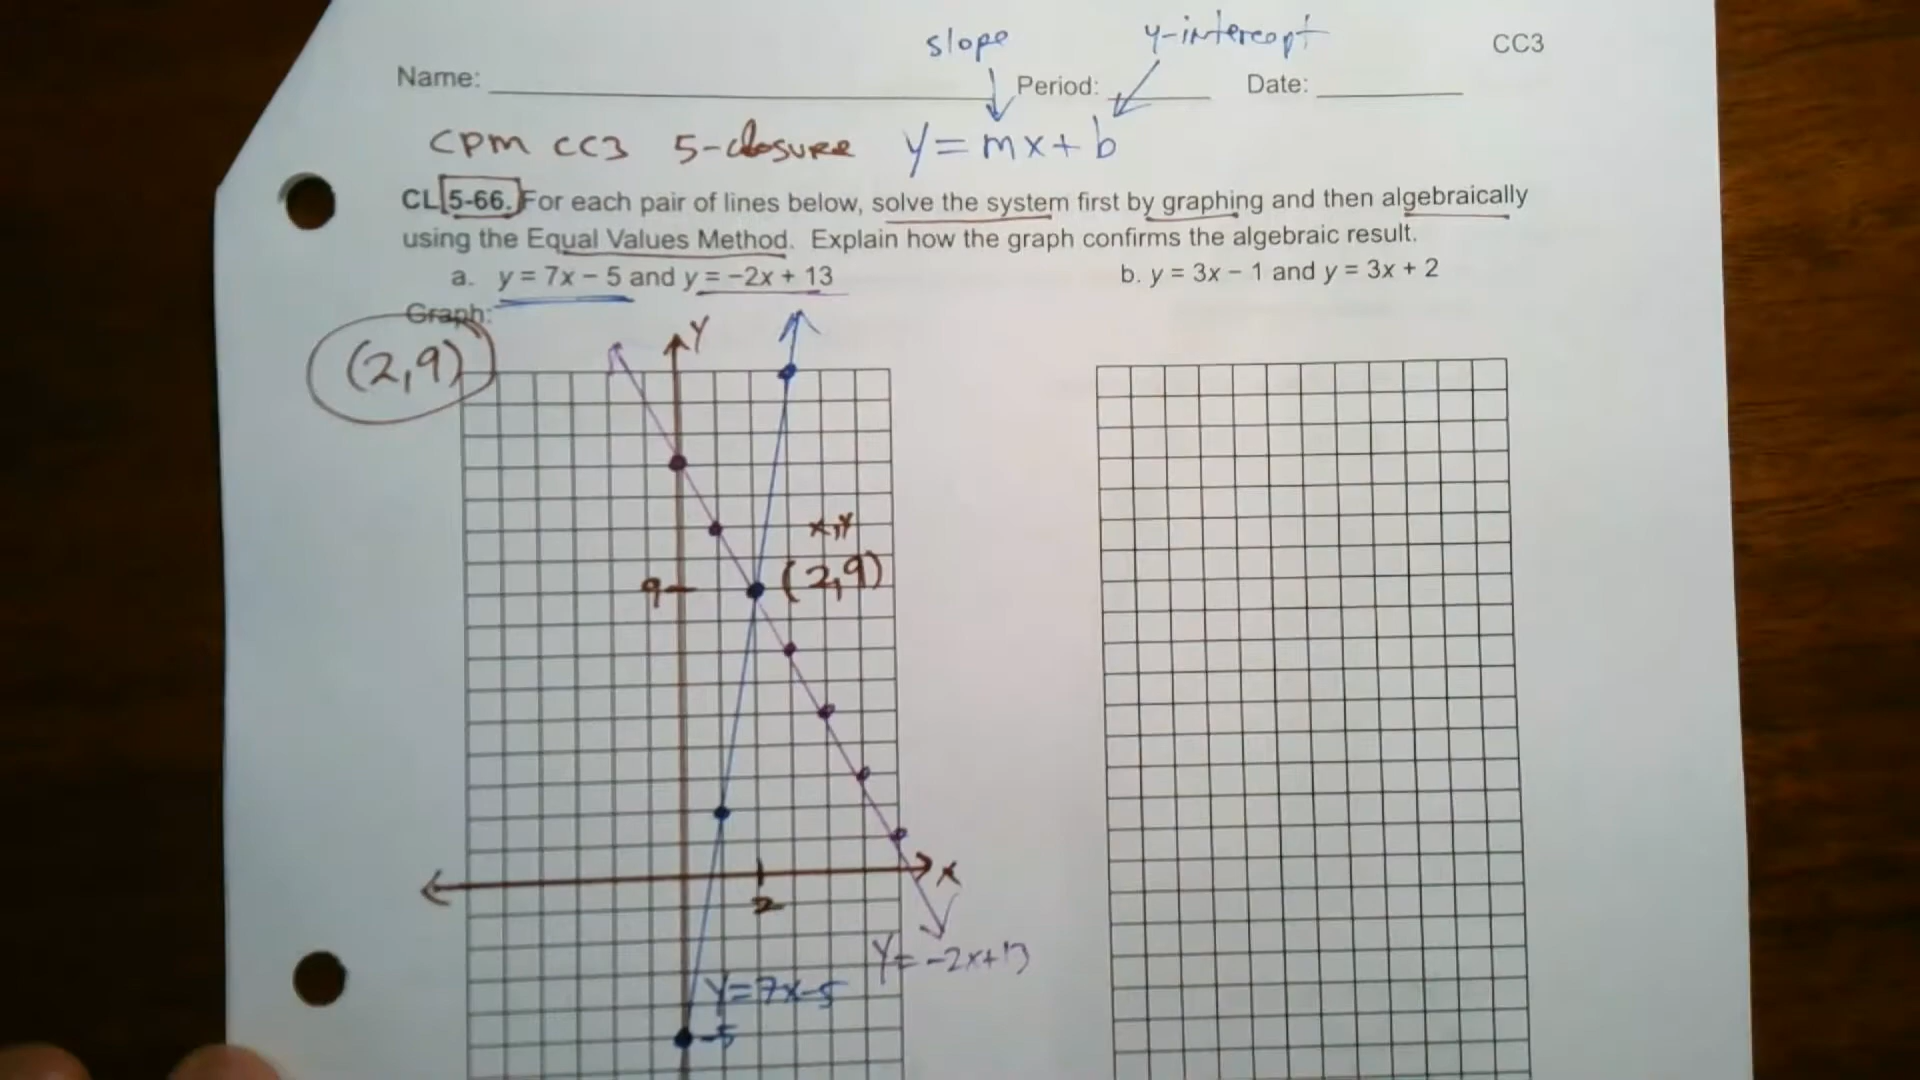 slope y-intercept CC3
Name: Period: Date:
CPM CC3 5-closure y = mx + b
CL 5-66. For each pair of lines below, solve the system first by graphing and then algebraically
using the Equal Values Method. Explain how the graph confirms the algebraic result.
a. y = 7x – 5 and y = –2x + 13 b. y = 3x – 1 and y = 3x + 2
Graph:
(2,9)
Y
x,y
9 (2,9)
x
2
Y = -2x+13
Y=7x-5
-5